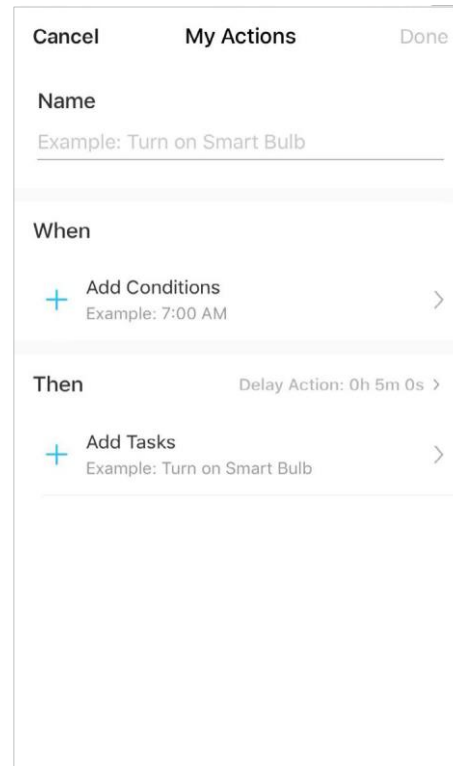 Cancel My Actions Done
Name
Example: Turn on Smart Bulb
When
Add Conditions
Example: 7:00 AM
Then Delay Action: 0h 5m 0s >
Add Tasks
Example: Turn on Smart Bulb